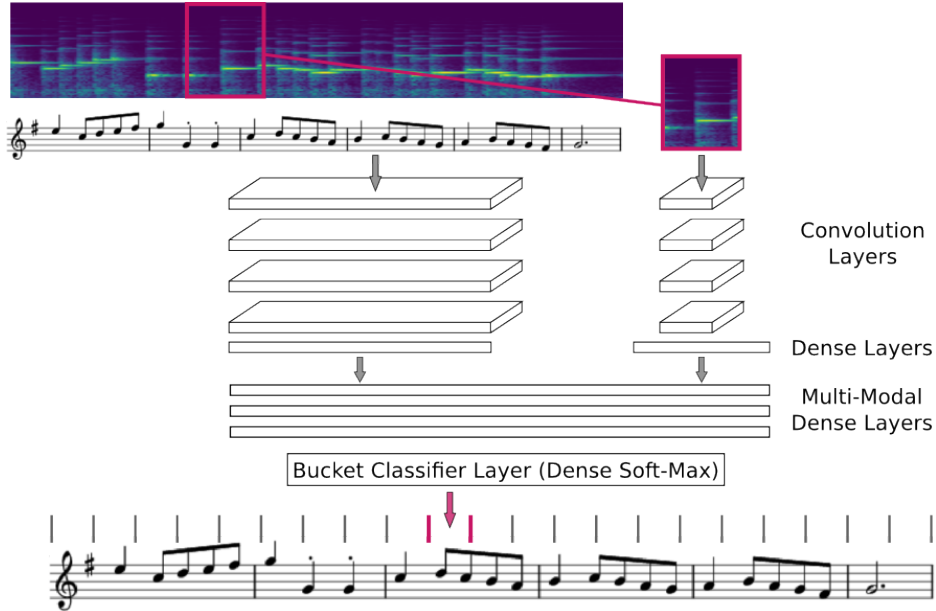 Convolution
Layers
Dense Layers
Multi-Modal
Dense Layers
Bucket Classifier Layer (Dense Soft-Max)